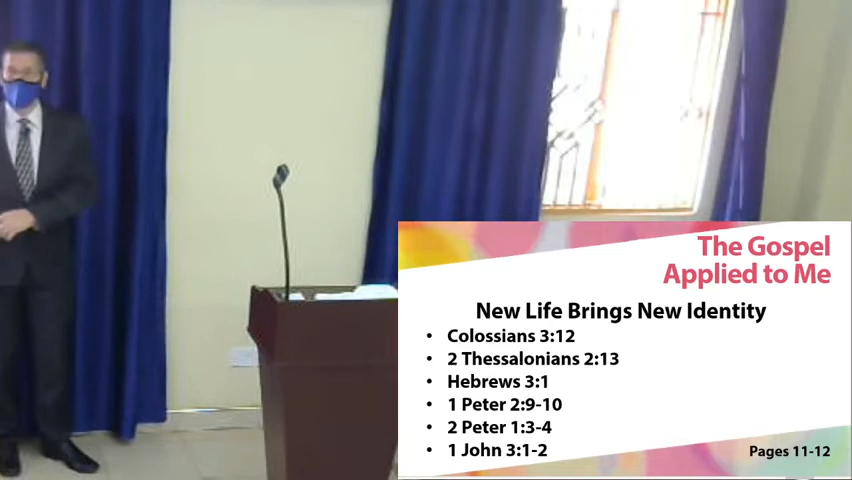 The Gospel
Applied to Me
New Life Brings New Identity
• Colossians 3:12
• 2 Thessalonians 2:13
• Hebrews 3:1
• 1 Peter 2:9-10
• 2 Peter 1:3-4
• 1 John 3:1-2
Pages 11-12